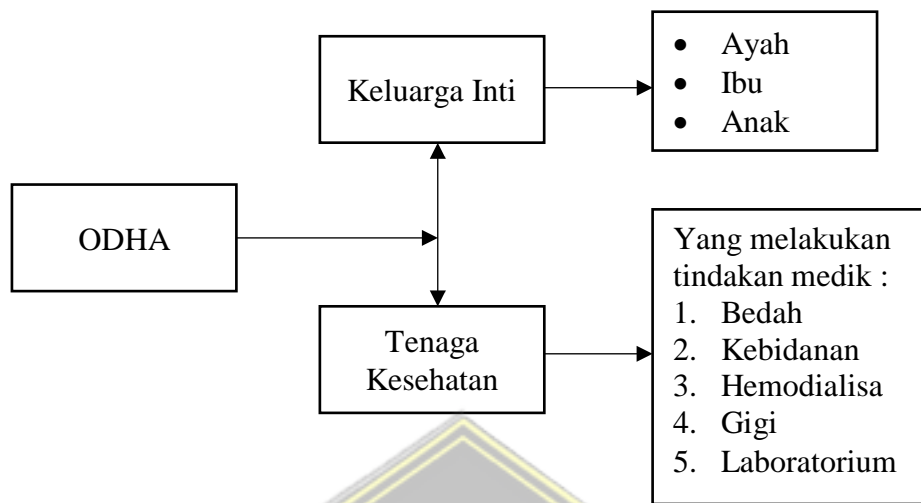 Keluarga Inti
• Ayah
• Ibu
• Anak
ODHA
Tenaga
Kesehatan
Yang melakukan
tindakan medik :
1. Bedah
2. Kebidanan
3. Hemodialisa
4. Gigi
5. Laboratorium